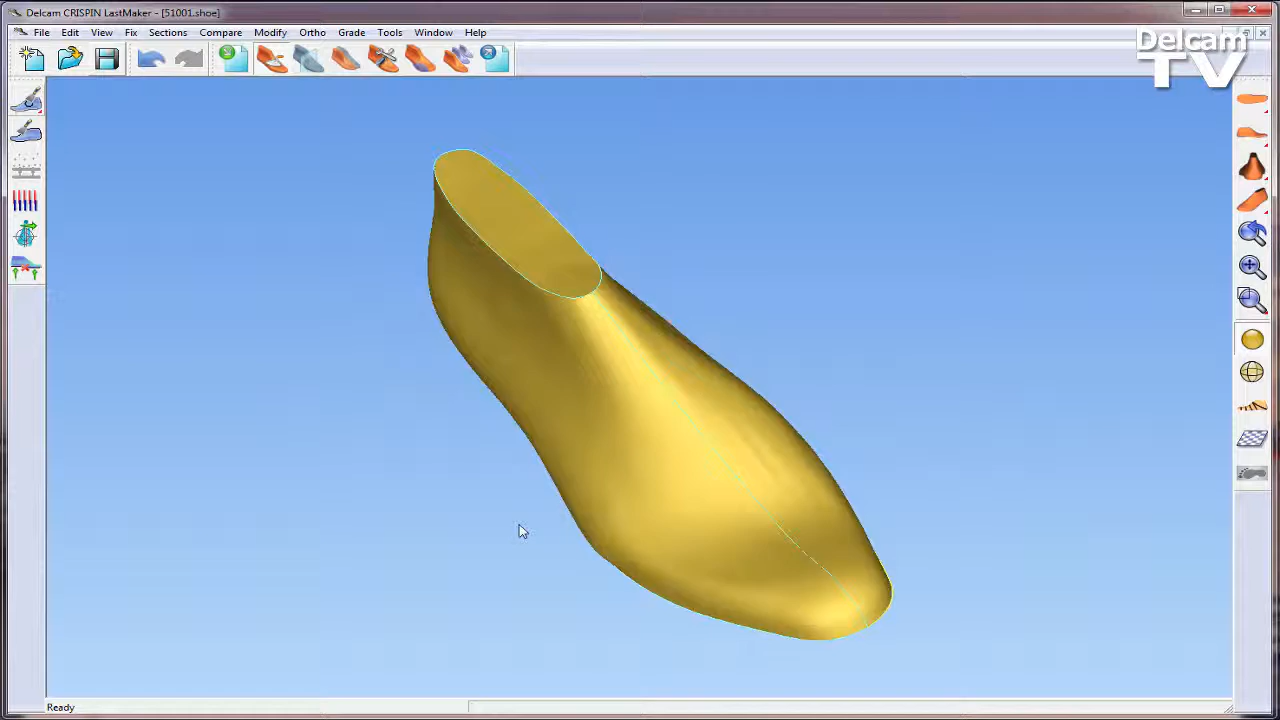 Delcam CRISPIN LastMaker - [51001.shoe]
File Edit View Fix Sections Compare Modify Ortho Grade Tools Window Help
Delcam
TV
Ready